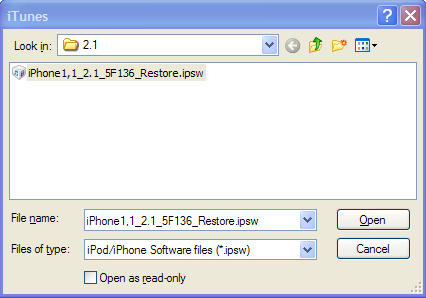 iTunes
Look in: 2.1
iPhone1,1_2.1_5F136_Restore.ipsw
File name: iPhone1,1_2.1_5F136_Restore.ipsw Open
Files of type: iPod/iPhone Software files (*.ipsw) Cancel
Open as read-only